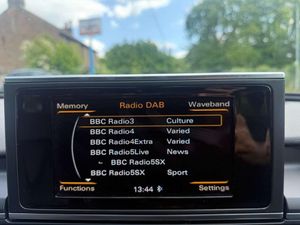 Memory Radio DAB Waveband
BBC Radio3 Culture
BBC Radio4 Varied
BBC Radio4Extra Varied
BBC Radio5Live News
BBC Radio5SX
BBC Radio5SX Sport
Functions 13:44 Settings